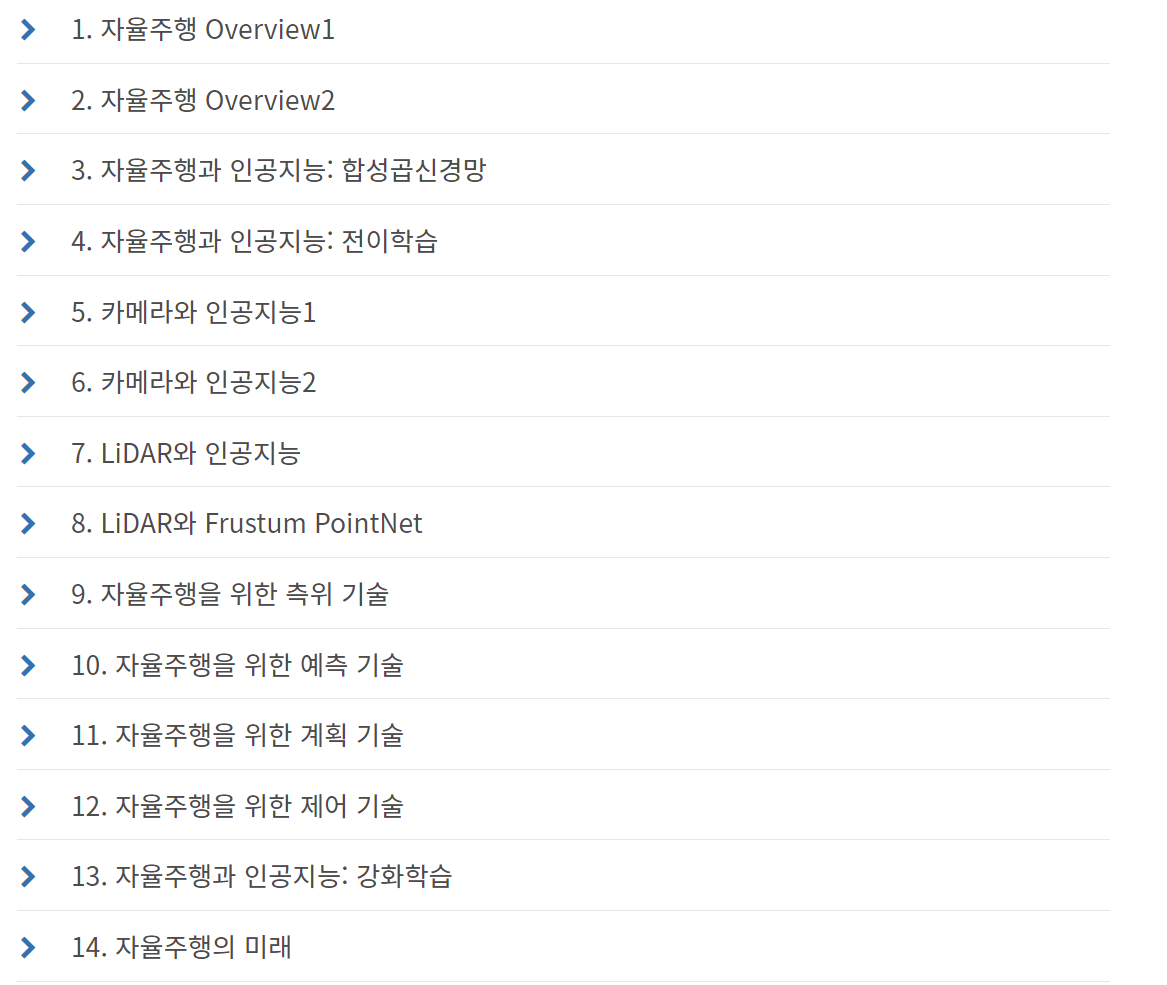 1. 자율주행 Overview1
2. 자율주행 Overview2
3. 자율주행과 인공지능: 합성곱신경망
4. 자율주행과 인공지능: 전이학습
5. 카메라와 인공지능1
6. 카메라와 인공지능2
7. LiDAR와 인공지능
8. LiDAR와 Frustum PointNet
9. 자율주행을 위한 측위 기술
10. 자율주행을 위한 예측 기술
11. 자율주행을 위한 계획 기술
12. 자율주행을 위한 제어 기술
13. 자율주행과 인공지능: 강화학습
14. 자율주행의 미래